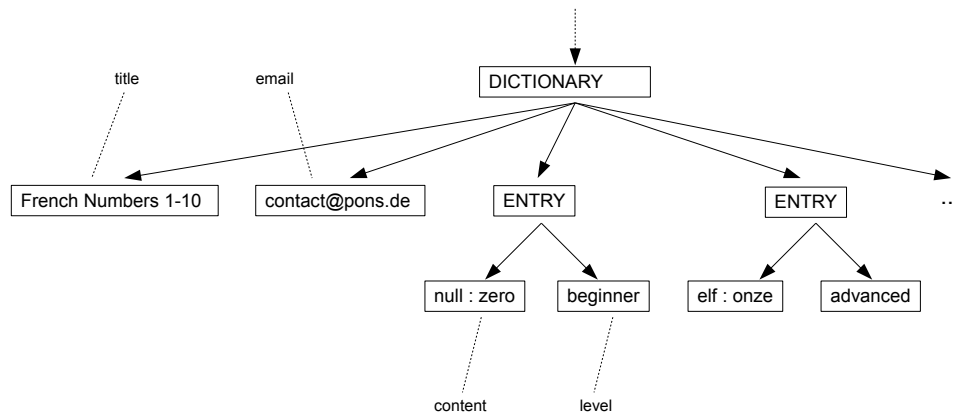 DICTIONARY
title
email
French Numbers 1-10
contact@pons.de
ENTRY
ENTRY
..
null : zero
beginner
elf : onze
advanced
content
level